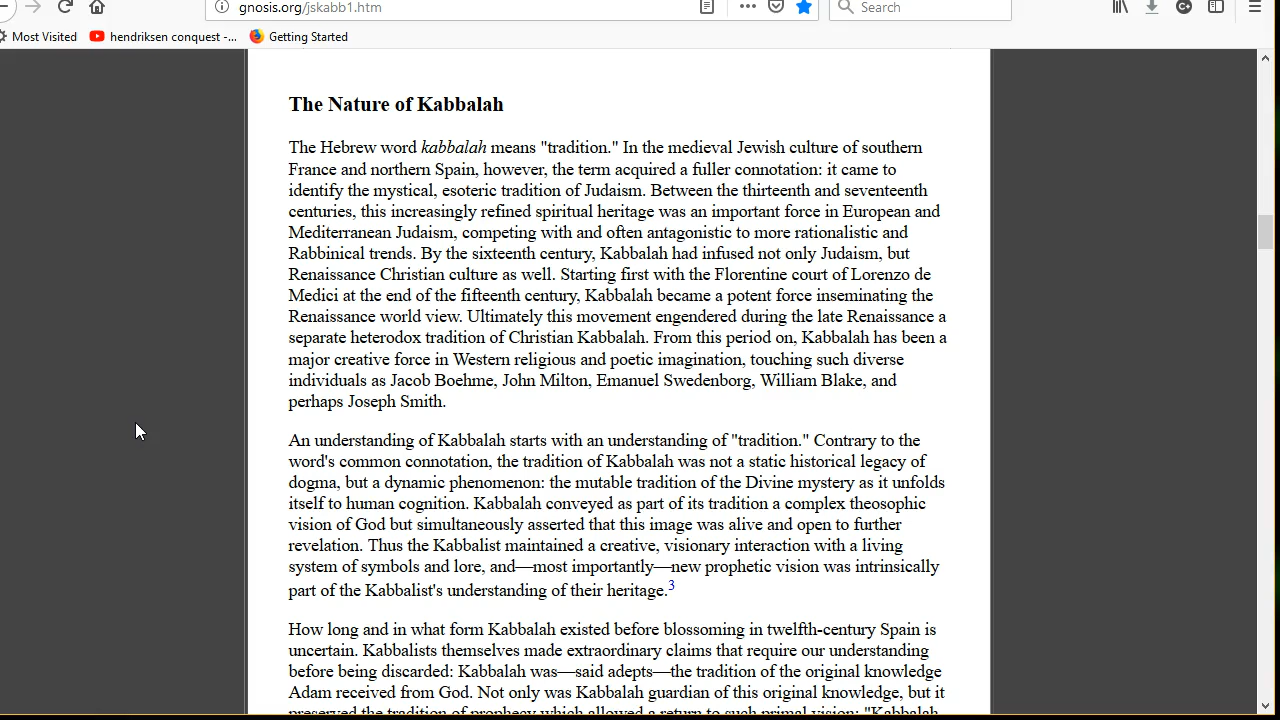 gnosis.org/jskabb1.htm
Search
Most Visited
hendriksen conquest -...
Getting Started
The Nature of Kabbalah
The Hebrew word kabbalah means "tradition." In the medieval Jewish culture of southern
France and northern Spain, however, the term acquired a fuller connotation: it came to
identify the mystical, esoteric tradition of Judaism. Between the thirteenth and seventeenth
centuries, this increasingly refined spiritual heritage was an important force in European and
Mediterranean Judaism, competing with and often antagonistic to more rationalistic and
Rabbinical trends. By the sixteenth century, Kabbalah had infused not only Judaism, but
Renaissance Christian culture as well. Starting first with the Florentine court of Lorenzo de
Medici at the end of the fifteenth century, Kabbalah became a potent force inseminating the
Renaissance world view. Ultimately this movement engendered during the late Renaissance a
separate heterodox tradition of Christian Kabbalah. From this period on, Kabbalah has been a
major creative force in Western religious and poetic imagination, touching such diverse
individuals as Jacob Boehme, John Milton, Emanuel Swedenborg, William Blake, and
perhaps Joseph Smith.
An understanding of Kabbalah starts with an understanding of "tradition." Contrary to the
word's common connotation, the tradition of Kabbalah was not a static historical legacy of
dogma, but a dynamic phenomenon: the mutable tradition of the Divine mystery as it unfolds
itself to human cognition. Kabbalah conveyed as part of its tradition a complex theosophic
vision of God but simultaneously asserted that this image was alive and open to further
revelation. Thus the Kabbalist maintained a creative, visionary interaction with a living
system of symbols and lore, and—most importantly—new prophetic vision was intrinsically
part of the Kabbalist's understanding of their heritage.3
How long and in what form Kabbalah existed before blossoming in twelfth-century Spain is
uncertain. Kabbalists themselves made extraordinary claims that require our understanding
before being discarded: Kabbalah was—said adepts—the tradition of the original knowledge
Adam received from God. Not only was Kabbalah guardian of this original knowledge, but it
preserved the tradition of prophecy which allowed a return to such primal vision: "Kabbalah